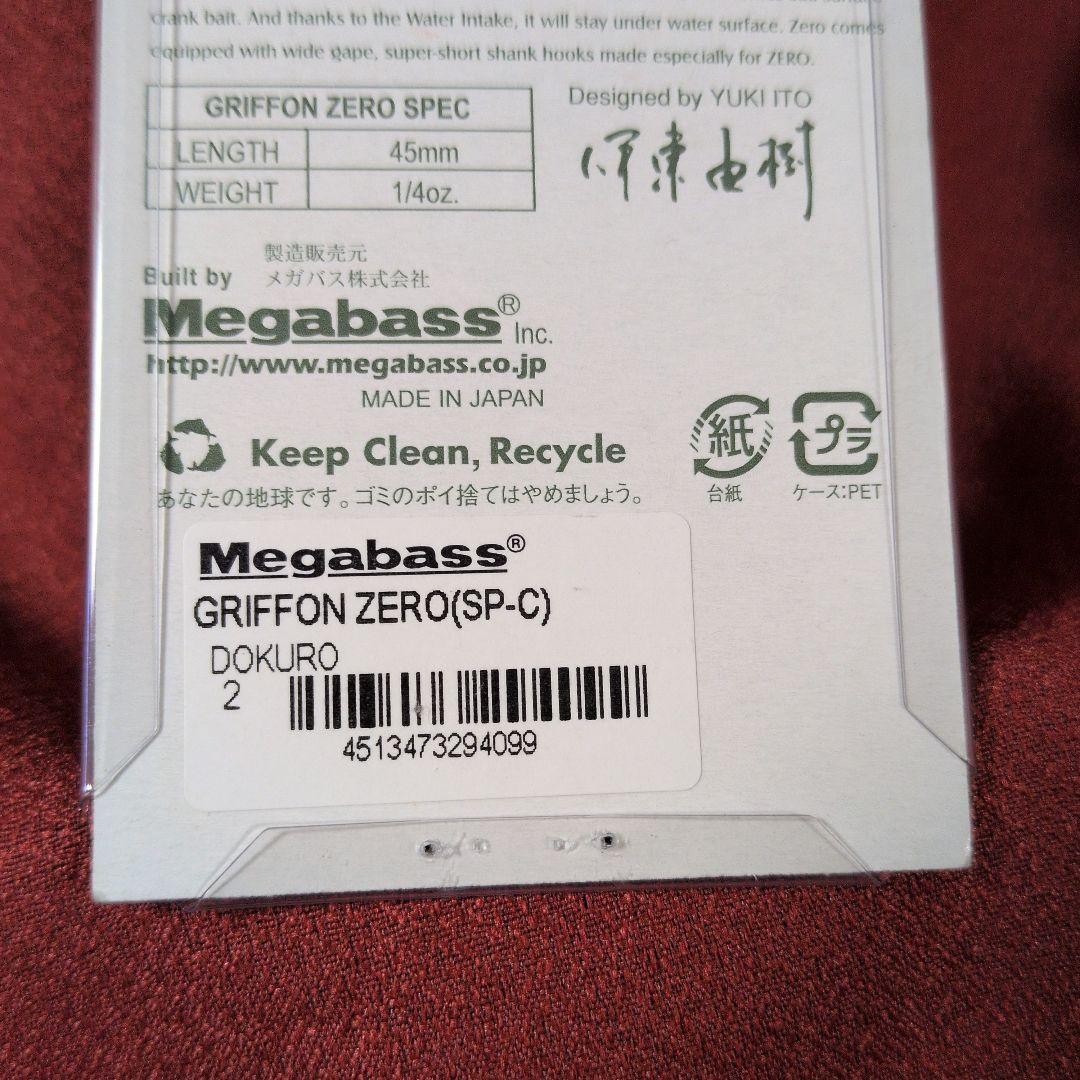 crank bait. And thanks to the Water Intake, it will stay under water surface. Zero comes
equipped with wide gape, super-short shank hooks made especially for ZERO.
GRIFFON ZERO SPEC
LENGTH 45mm
WEIGHT 1/4oz.
Designed by YUKI ITO
伊東由樹
製造販売元
Built by メガバス株式会社
Megabass® Inc.
http://www.megabass.co.jp
MADE IN JAPAN
Keep Clean, Recycle
あなたの地球です。ゴミのポイ捨てはやめましょう。
紙
台紙
プラ
ケース:PET
Megabass®
GRIFFON ZERO(SP-C)
DOKURO
2
4513473294099